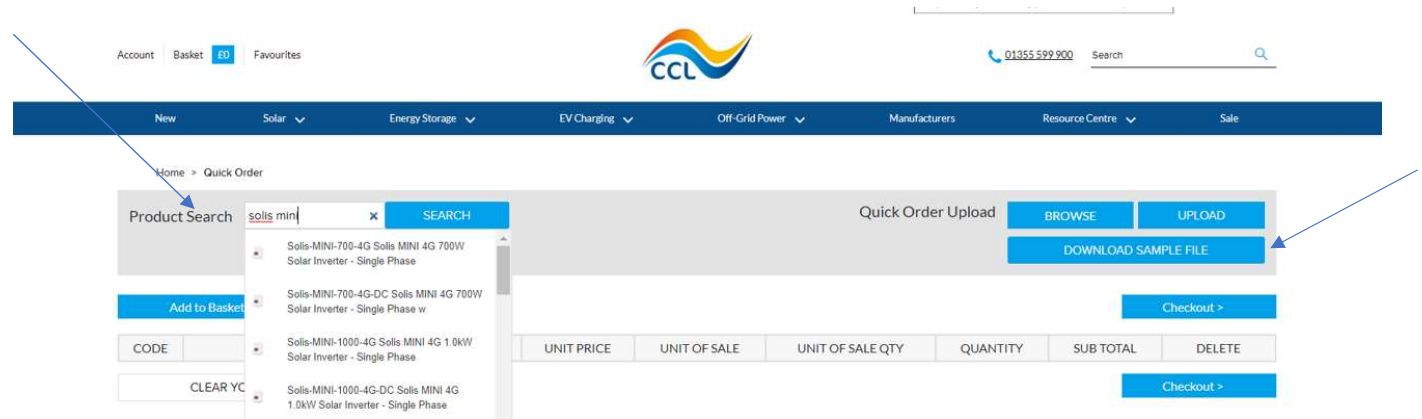 Account Basket £0 Favourites
CCL
01355 599 900 Search
New Solar Energy Storage EV Charging Off-Grid Power Manufacturers Resource Centre Sale
Home > Quick Order
Product Search solis mini × SEARCH Quick Order Upload BROWSE UPLOAD
DOWNLOAD SAMPLE FILE
Solis-MINI-700-4G Solis MINI 4G 700W
Solar Inverter - Single Phase
Solis-MINI-700-4G-DC Solis MINI 4G 700W
Solar Inverter - Single Phase w
Add to Basket Checkout >
Solis-MINI-1000-4G Solis MINI 4G 1.0kW
Solar Inverter - Single Phase
CODE UNIT PRICE UNIT OF SALE UNIT OF SALE QTY QUANTITY SUB TOTAL DELETE
Solis-MINI-1000-4G-DC Solis MINI 4G
1.0kW Solar Inverter - Single Phase
CLEAR YO Checkout >